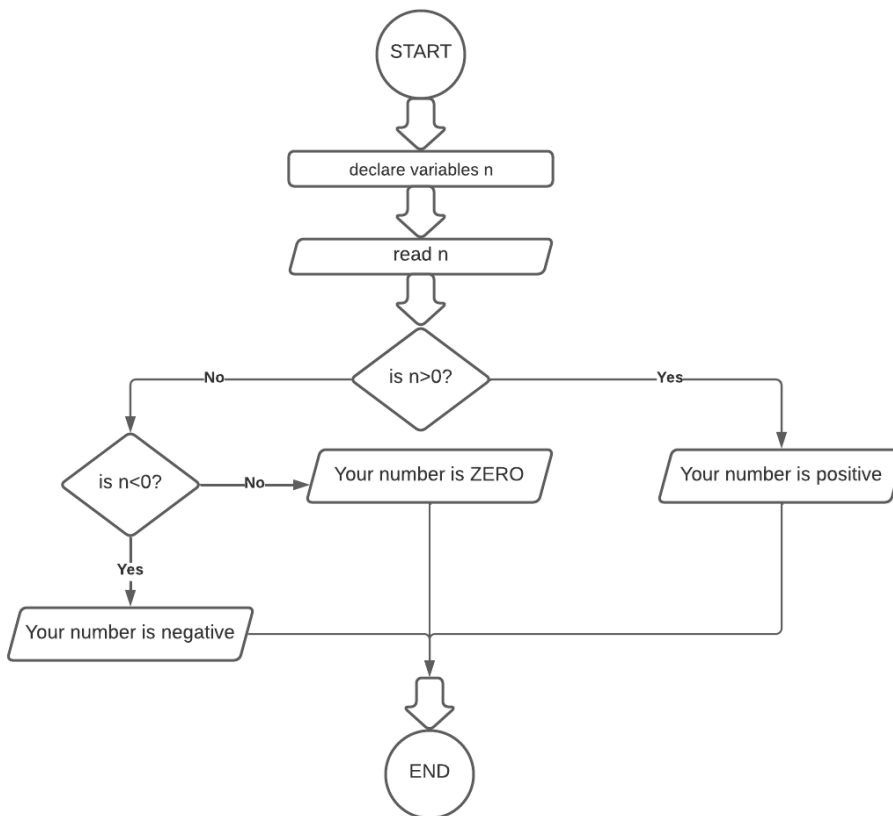 START
declare variables n
read n
is n>0?
No
Yes
is n<0?
No
Your number is ZERO
Your number is positive
Yes
Your number is negative
END